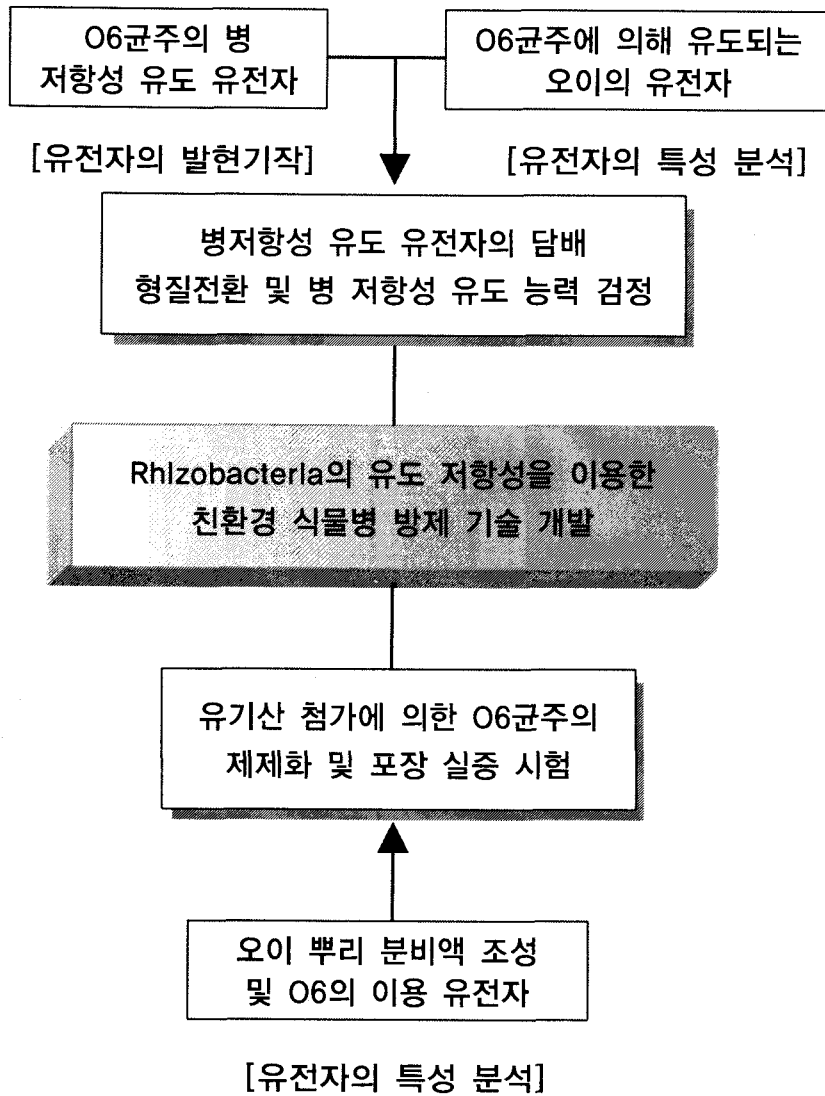 O6균주의 병
저항성 유도 유전자
O6균주에 의해 유도되는
오이의 유전자
[유전자의 발현기작]
[유전자의 특성 분석]
병저항성 유도 유전자의 담배
형질전환 및 병 저항성 유도 능력 검정
Rhizobacteria의 유도 저항성을 이용한
친환경 식물병 방제 기술 개발
유기산 첨가에 의한 O6균주의
제제화 및 포장 실증 시험
오이 뿌리 분비액 조성
및 O6의 이용 유전자
[유전자의 특성 분석]